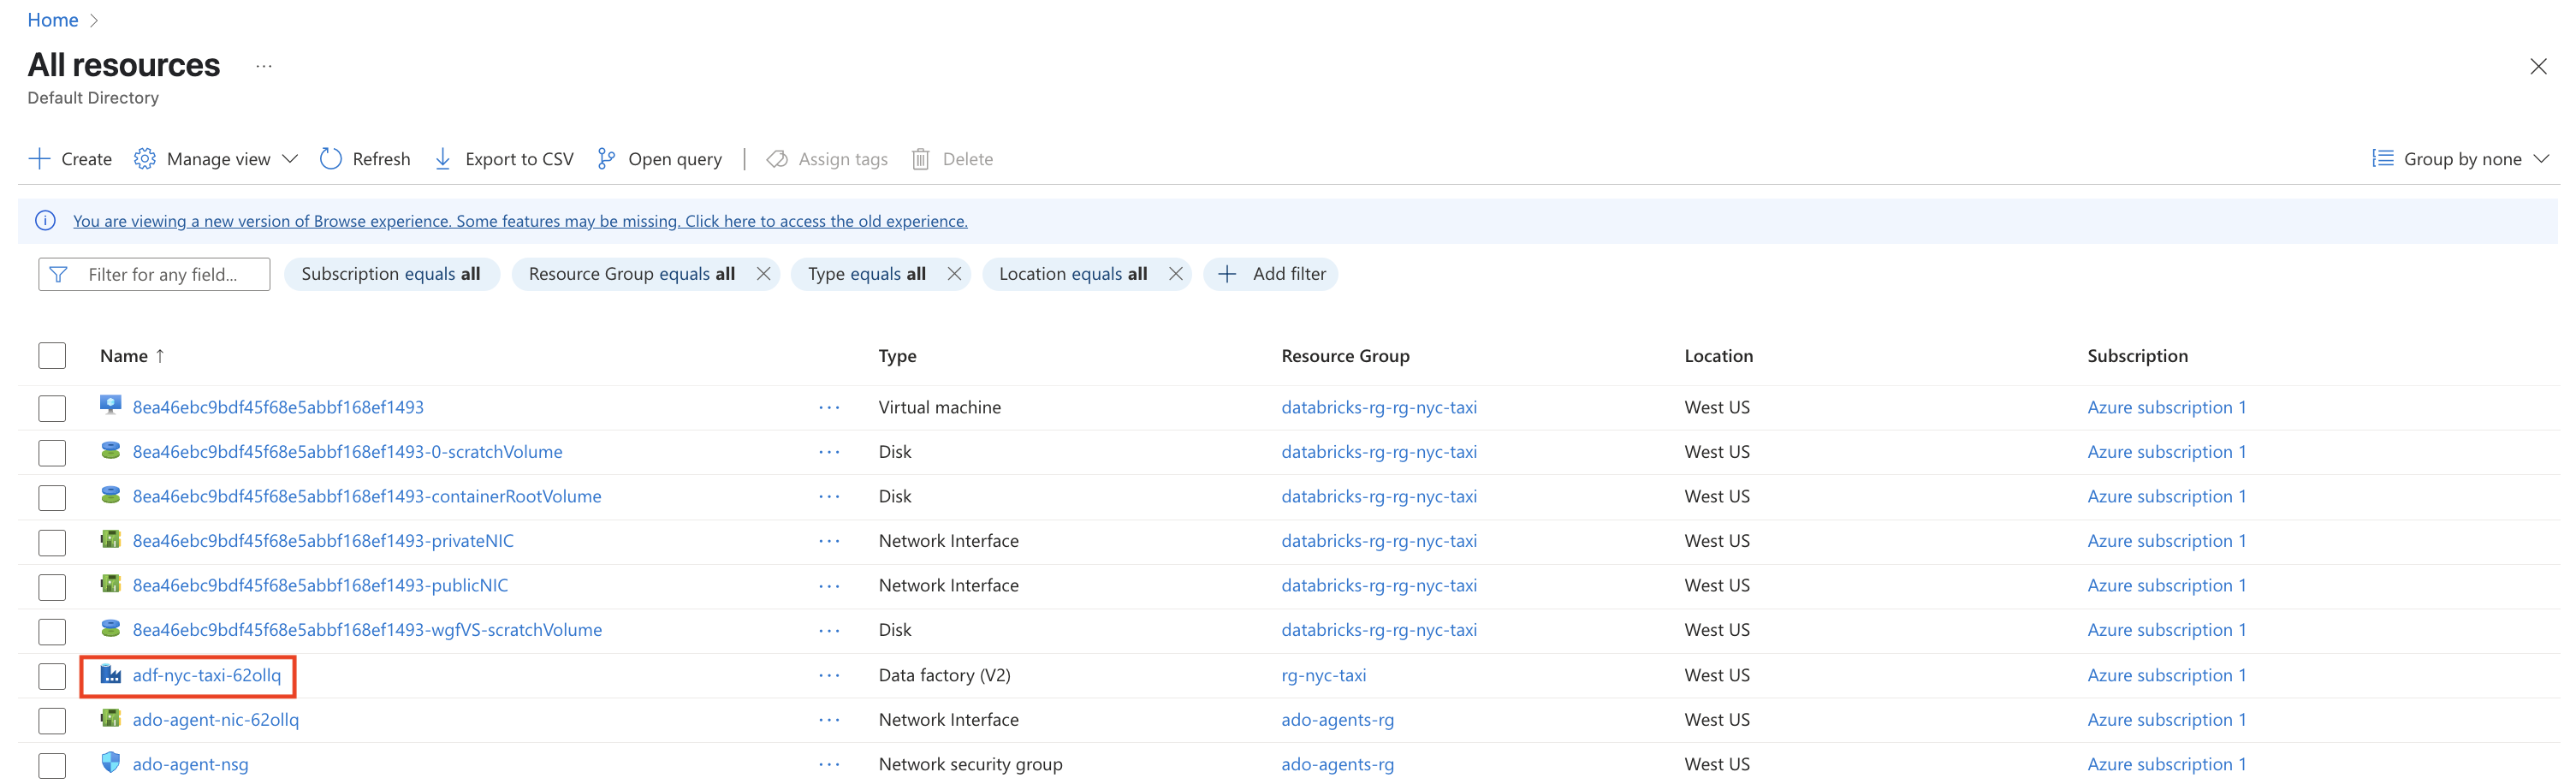 Home
All resources
Default Directory
Create Manage view Refresh Export to CSV Open query Assign tags Delete Group by none
You are viewing a new version of Browse experience. Some features may be missing. Click here to access the old experience.
Filter for any field... Subscription equals all Resource Group equals all Type equals all Location equals all Add filter
Name ↑ Type Resource Group Location Subscription
8ea46ebc9bdf45f68e5abbf168ef1493 ... Virtual machine databricks-rg-rg-nyc-taxi West US Azure subscription 1
8ea46ebc9bdf45f68e5abbf168ef1493-0-scratchVolume ... Disk databricks-rg-rg-nyc-taxi West US Azure subscription 1
8ea46ebc9bdf45f68e5abbf168ef1493-containerRootVolume ... Disk databricks-rg-rg-nyc-taxi West US Azure subscription 1
8ea46ebc9bdf45f68e5abbf168ef1493-privateNIC ... Network Interface databricks-rg-rg-nyc-taxi West US Azure subscription 1
8ea46ebc9bdf45f68e5abbf168ef1493-publicNIC ... Network Interface databricks-rg-rg-nyc-taxi West US Azure subscription 1
8ea46ebc9bdf45f68e5abbf168ef1493-wgfVS-scratchVolume ... Disk databricks-rg-rg-nyc-taxi West US Azure subscription 1
adf-nyc-taxi-62ollq ... Data factory (V2) rg-nyc-taxi West US Azure subscription 1
ado-agent-nic-62ollq ... Network Interface ado-agents-rg West US Azure subscription 1
ado-agent-nsg ... Network security group ado-agents-rg West US Azure subscription 1